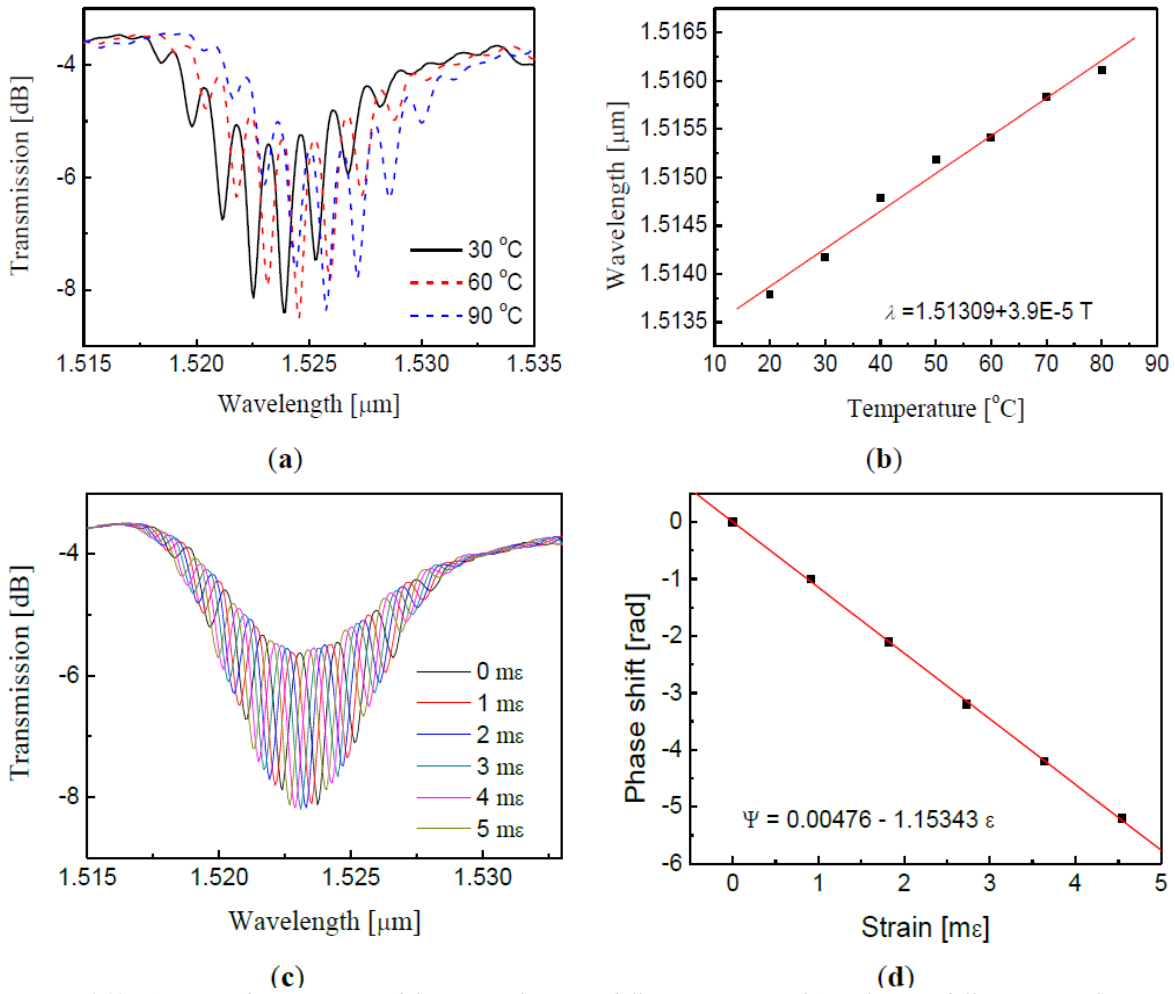 Transmission [dB]
-4
-6
-8
30 °C
60 °C
90 °C
1.515
1.520
1.525
1.530
1.535
Wavelength [μm]
(a)
Wavelength [μm]
1.5165
1.5160
1.5155
1.5150
1.5145
1.5140
1.5135
λ =1.51309+3.9E-5 T
10
20
30
40
50
60
70
80
90
Temperature [°C]
(b)
Transmission [dB]
-4
-6
-8
0 mε
1 mε
2 mε
3 mε
4 mε
5 mε
1.515
1.520
1.525
1.530
Wavelength [μm]
(c)
Phase shift [rad]
0
-1
-2
-3
-4
-5
-6
Ψ = 0.00476 - 1.15343 ε
0
1
2
3
4
5
Strain [mε]
(d)